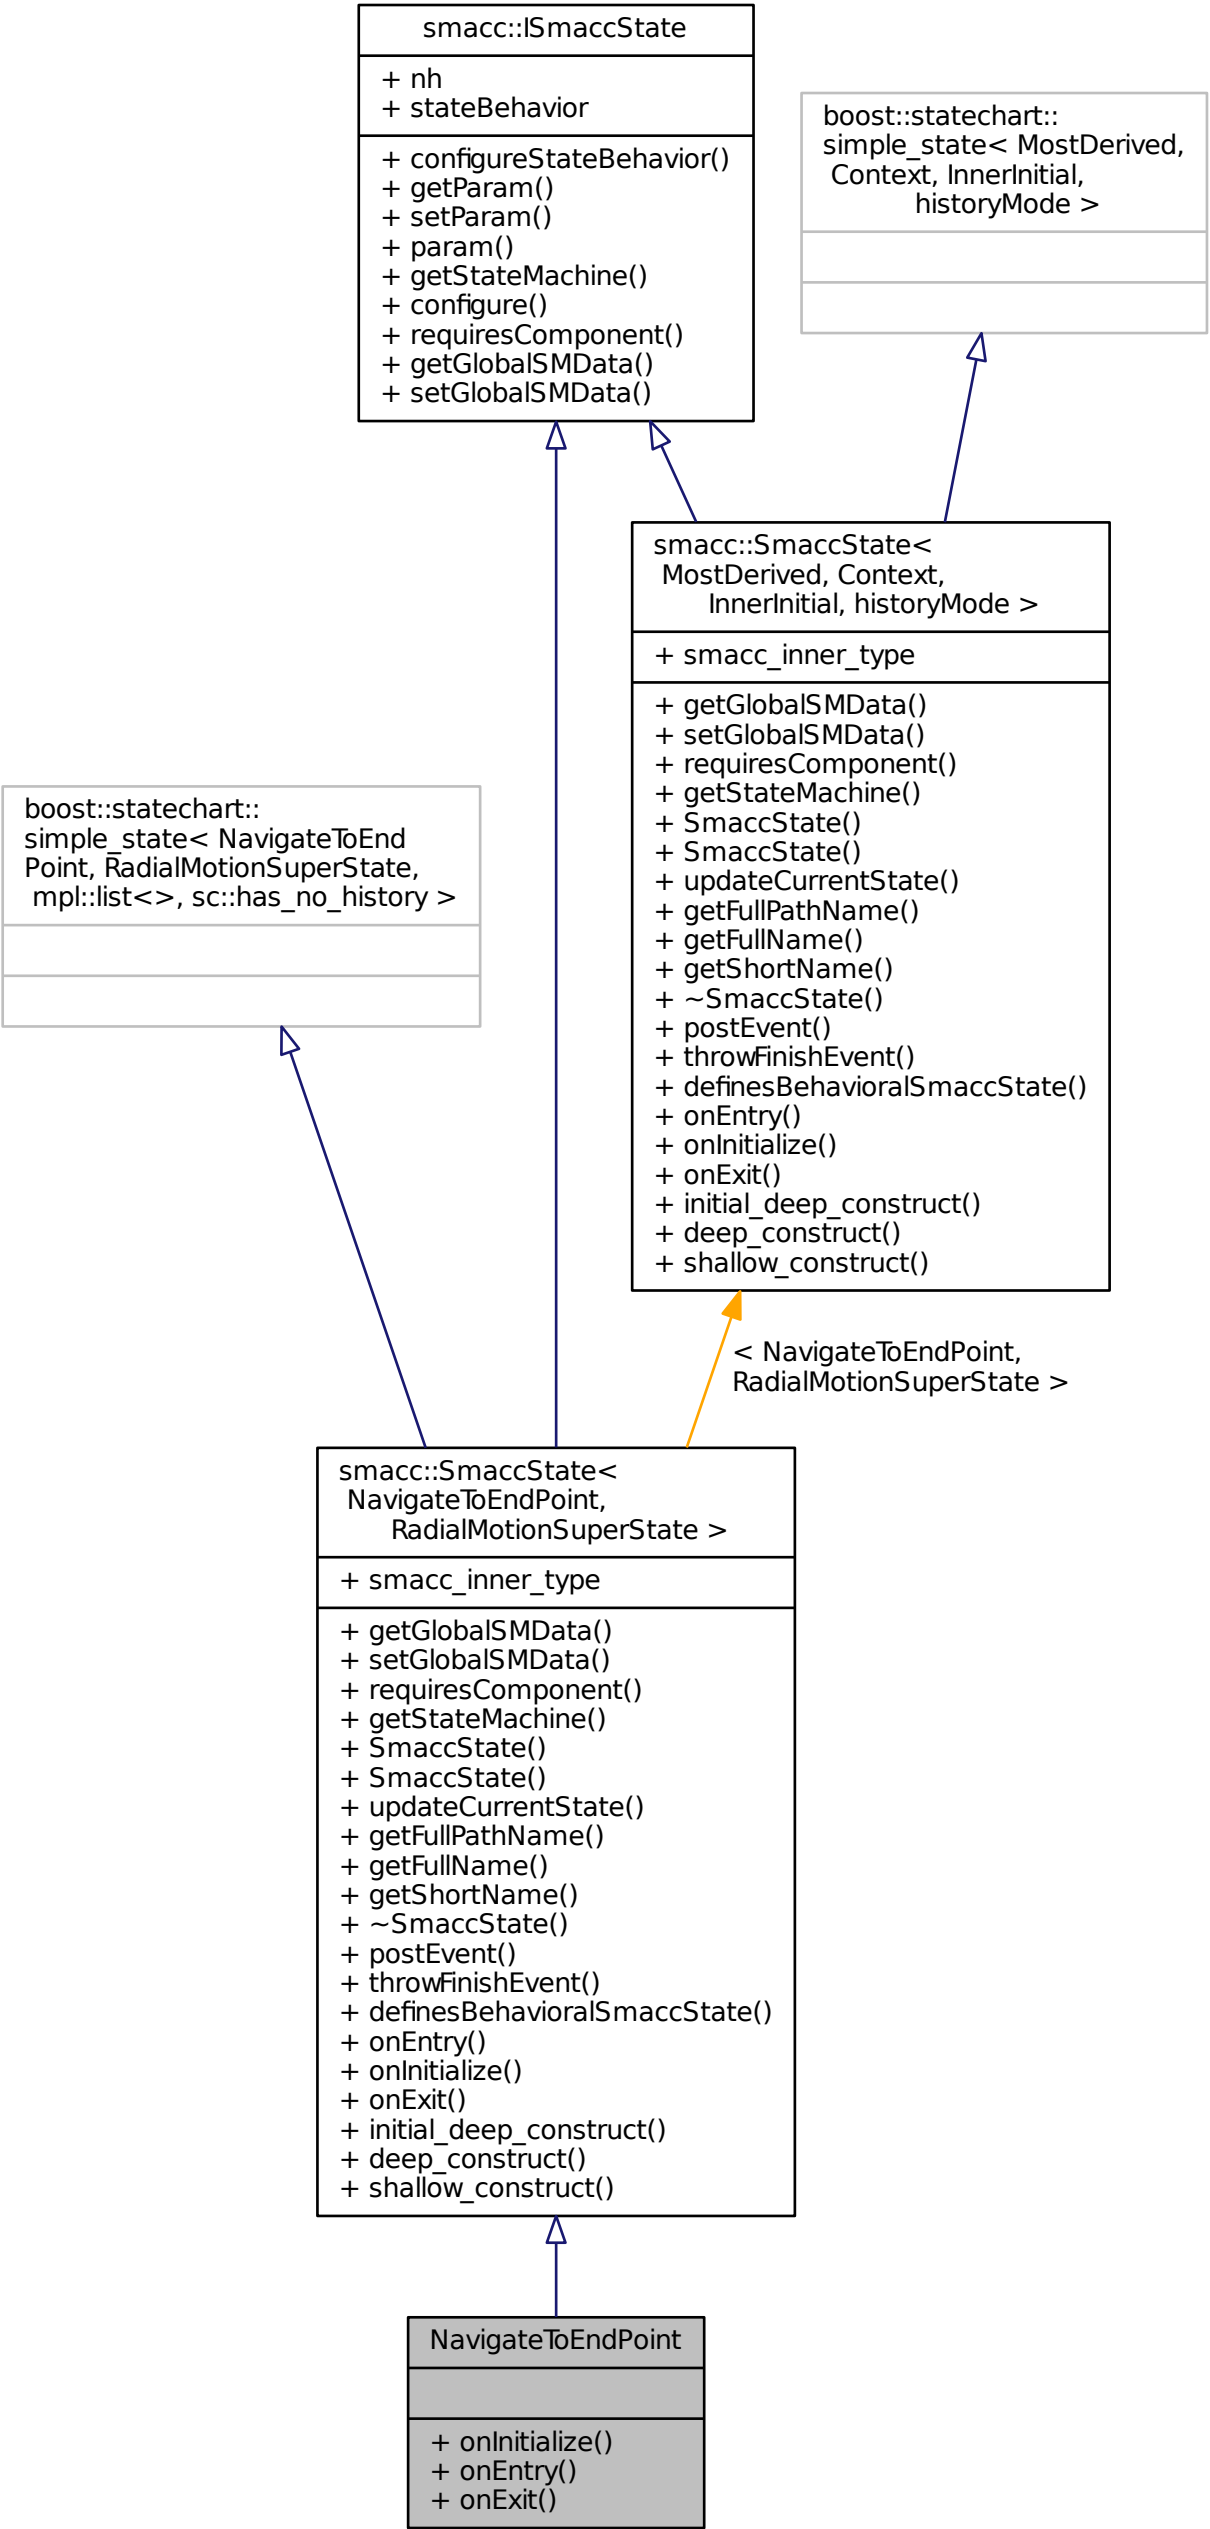 smacc::ISmaccState
+ nh
+ stateBehavior
+ configureStateBehavior()
+ getParam()
+ setParam()
+ param()
+ getStateMachine()
+ configure()
+ requiresComponent()
+ getGlobalSMData()
+ setGlobalSMData()
boost::statechart::
simple_state< MostDerived,
Context, InnerInitial,
historyMode >
smacc::SmaccState<
MostDerived, Context,
InnerInitial, historyMode >
+ smacc_inner_type
+ getGlobalSMData()
+ setGlobalSMData()
+ requiresComponent()
+ getStateMachine()
+ SmaccState()
+ SmaccState()
+ updateCurrentState()
+ getFullPathName()
+ getFullName()
+ getShortName()
+ ~SmaccState()
+ postEvent()
+ throwFinishEvent()
+ definesBehavioralSmaccState()
+ onEntry()
+ onInitialize()
+ onExit()
+ initial_deep_construct()
+ deep_construct()
+ shallow_construct()
boost::statechart::
simple_state< NavigateToEnd
Point, RadialMotionSuperState,
mpl::list<>, sc::has_no_history >
< NavigateToEndPoint,
RadialMotionSuperState >
smacc::SmaccState<
NavigateToEndPoint,
RadialMotionSuperState >
+ smacc_inner_type
+ getGlobalSMData()
+ setGlobalSMData()
+ requiresComponent()
+ getStateMachine()
+ SmaccState()
+ SmaccState()
+ updateCurrentState()
+ getFullPathName()
+ getFullName()
+ getShortName()
+ ~SmaccState()
+ postEvent()
+ throwFinishEvent()
+ definesBehavioralSmaccState()
+ onEntry()
+ onInitialize()
+ onExit()
+ initial_deep_construct()
+ deep_construct()
+ shallow_construct()
NavigateToEndPoint
+ onInitialize()
+ onEntry()
+ onExit()